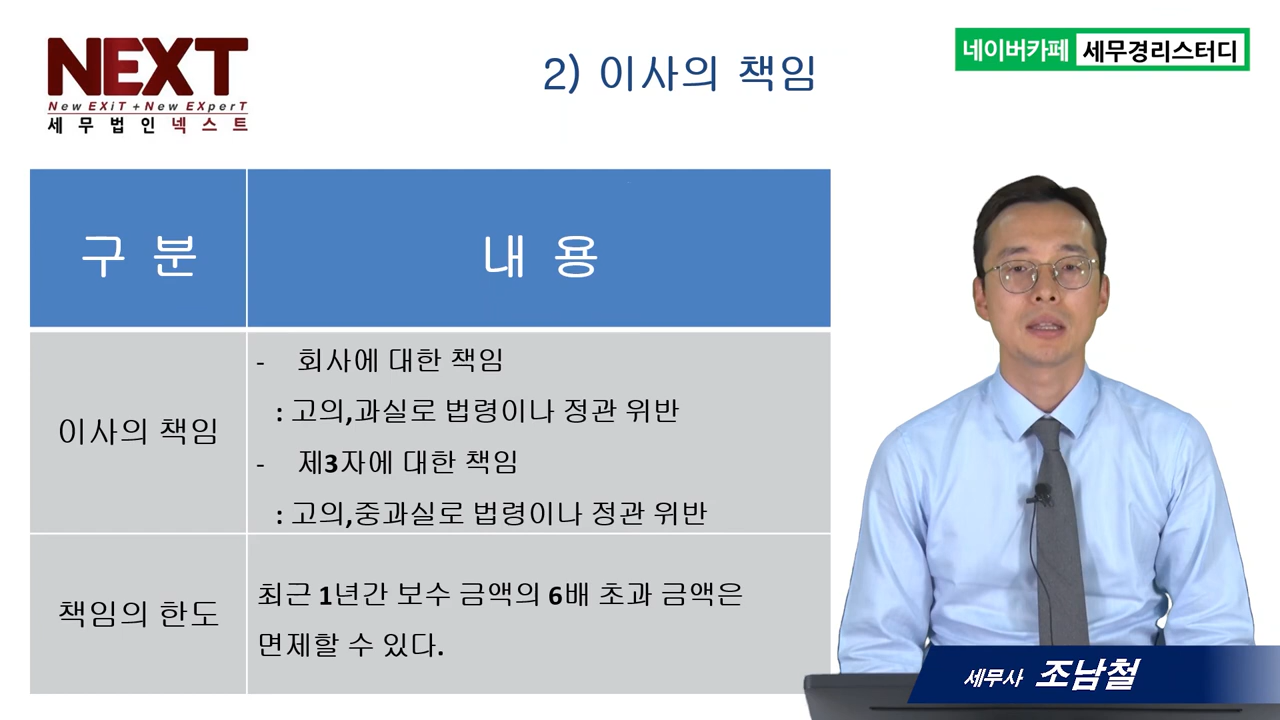 NEXT
New EXiT + New EXperT
세무법인넥스트
2) 이사의 책임
네이버카페 세무경리스터디
구 분
내 용
이사의 책임
- 회사에 대한 책임
: 고의,과실로 법령이나 정관 위반
- 제3자에 대한 책임
: 고의,중과실로 법령이나 정관 위반
책임의 한도
최근 1년간 보수 금액의 6배 초과 금액은
면제할 수 있다.
세무사 조남철